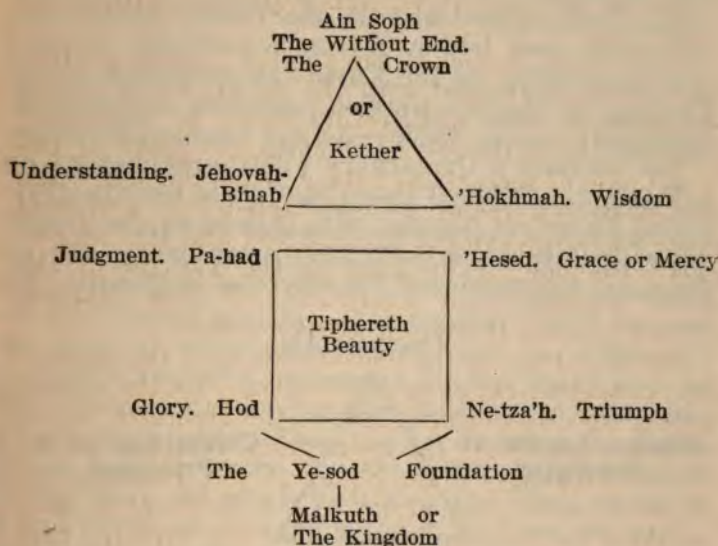 Ain Soph
The Without End.
The Crown
or
Kether
Understanding. Jehovah-
Binab
'Hokhmah. Wisdom
Judgment. Pa-had
'Hesed. Grace or Mercy
Tiphereth
Beauty
Glory. Hod
Ne-tza'h. Triumph
The Ye-sod Foundation
Malkuth or
The Kingdom